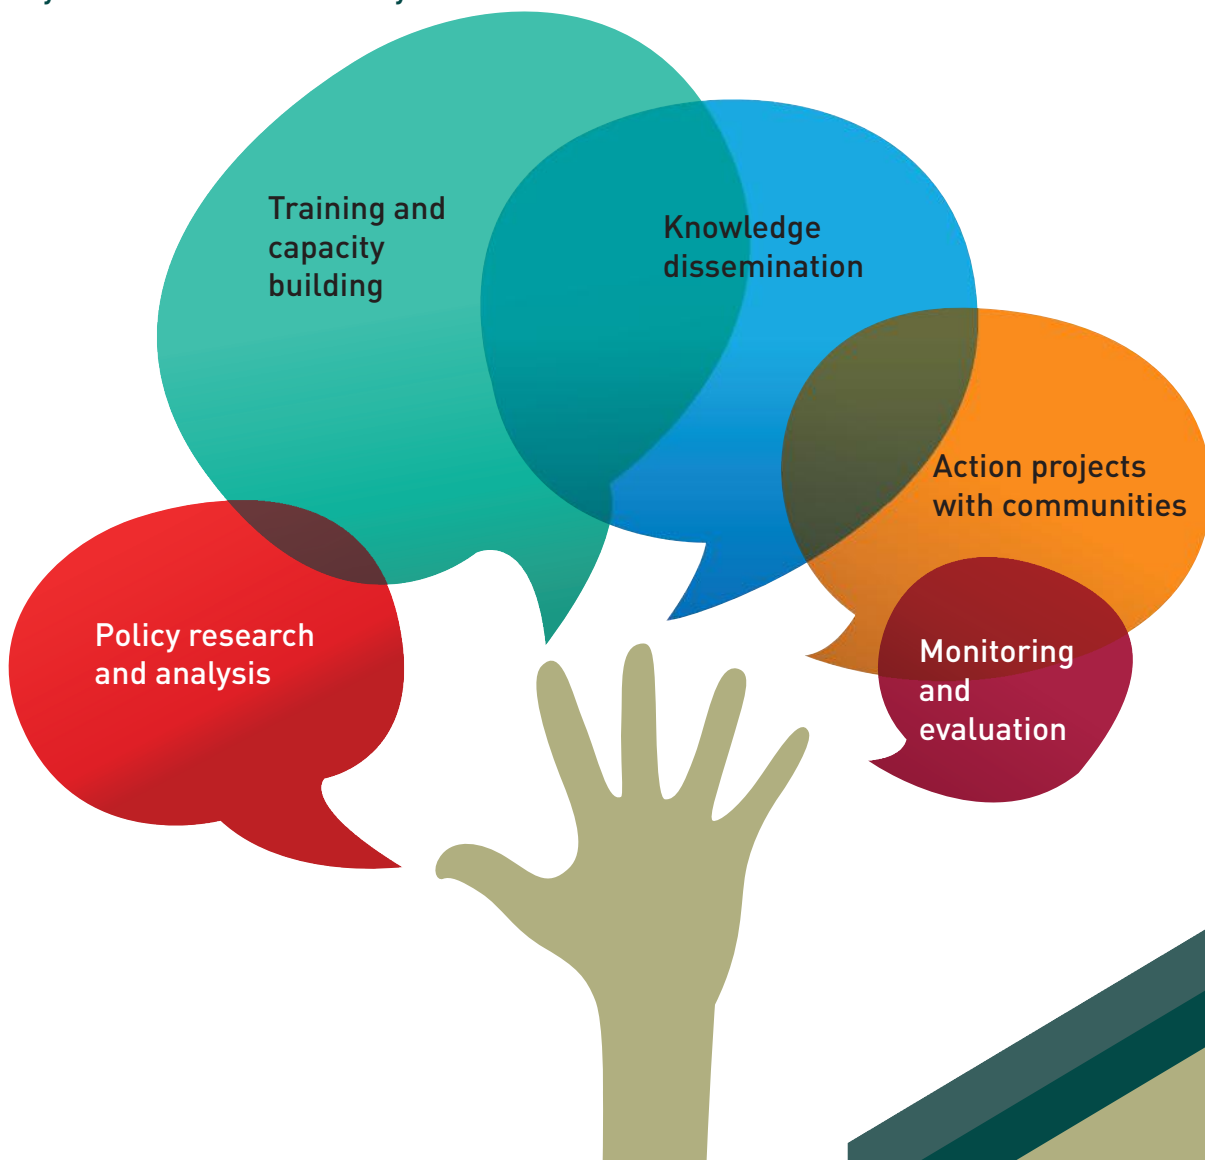 Training and
capacity
building
Knowledge
dissemination
Action projects
with communities
Policy research
and analysis
Monitoring
and
evaluation